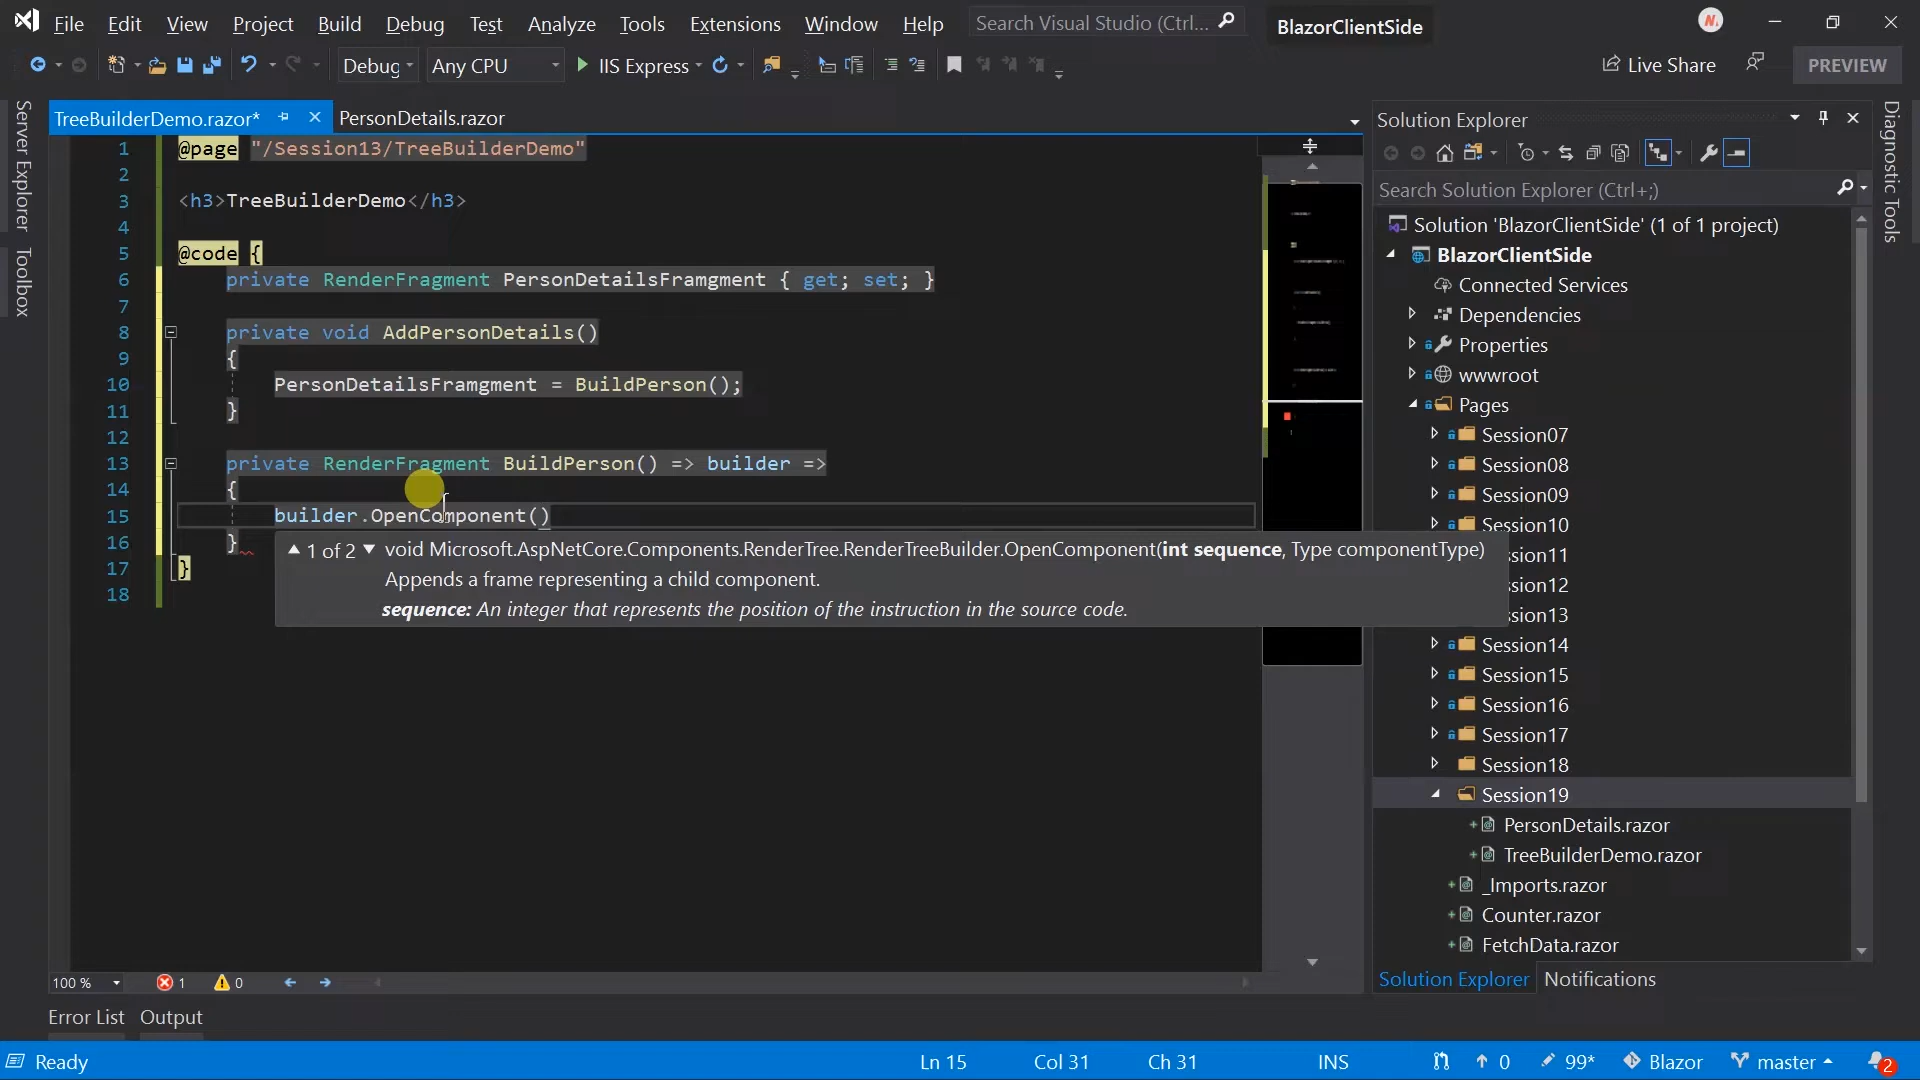 File Edit View Project Build Debug Test Analyze Tools Extensions Window Help Search Visual Studio (Ctrl... BlazorClientSide
Debug Any CPU IIS Express Live Share PREVIEW
Server Explorer
Toolbox
TreeBuilderDemo.razor* PersonDetails.razor
1 @page "/Session13/TreeBuilderDemo"
2
3 <h3>TreeBuilderDemo</h3>
4
5 @code {
6 private RenderFragment PersonDetailsFramgment { get; set; }
7
8 private void AddPersonDetails()
9 {
10 PersonDetailsFramgment = BuildPerson();
11 }
12
13 private RenderFragment BuildPerson() => builder =>
14 {
15 builder.OpenComponent()
16 }
17 }
18
1 of 2 void Microsoft.AspNetCore.Components.RenderTree.RenderTreeBuilder.OpenComponent(int sequence, Type componentType)
Appends a frame representing a child component.
sequence: An integer that represents the position of the instruction in the source code.
Solution Explorer
Search Solution Explorer (Ctrl+;)
Solution 'BlazorClientSide' (1 of 1 project)
BlazorClientSide
Connected Services
Dependencies
Properties
wwwroot
Pages
Session07
Session08
Session09
Session10
ssion11
ssion12
ssion13
Session14
Session15
Session16
Session17
Session18
Session19
PersonDetails.razor
TreeBuilderDemo.razor
_Imports.razor
Counter.razor
FetchData.razor
Solution Explorer Notifications
Diagnostic Tools
100 % 1 0
Error List Output
Ready Ln 15 Col 31 Ch 31 INS 0 99* Blazor master 2